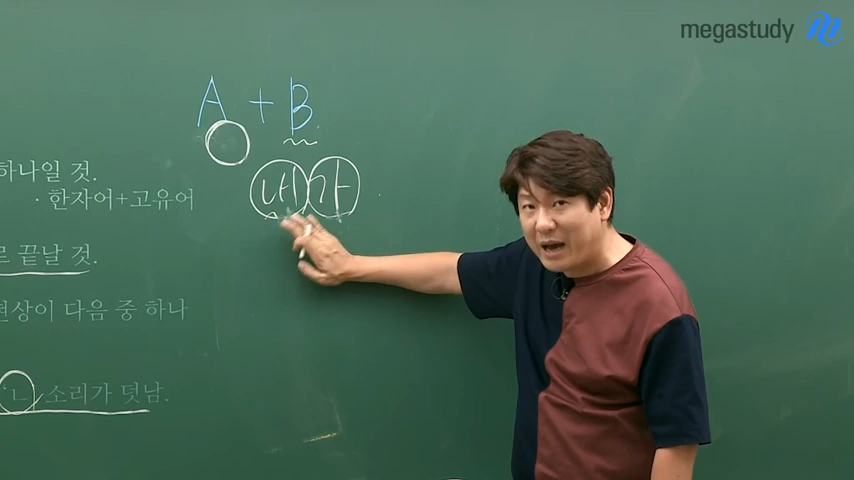 megastudy
A + B
하나일 것.
· 한자어+고유어
내가
로 끝날 것.
현상이 다음 중 하나
'ㄴ' 소리가 덧남.